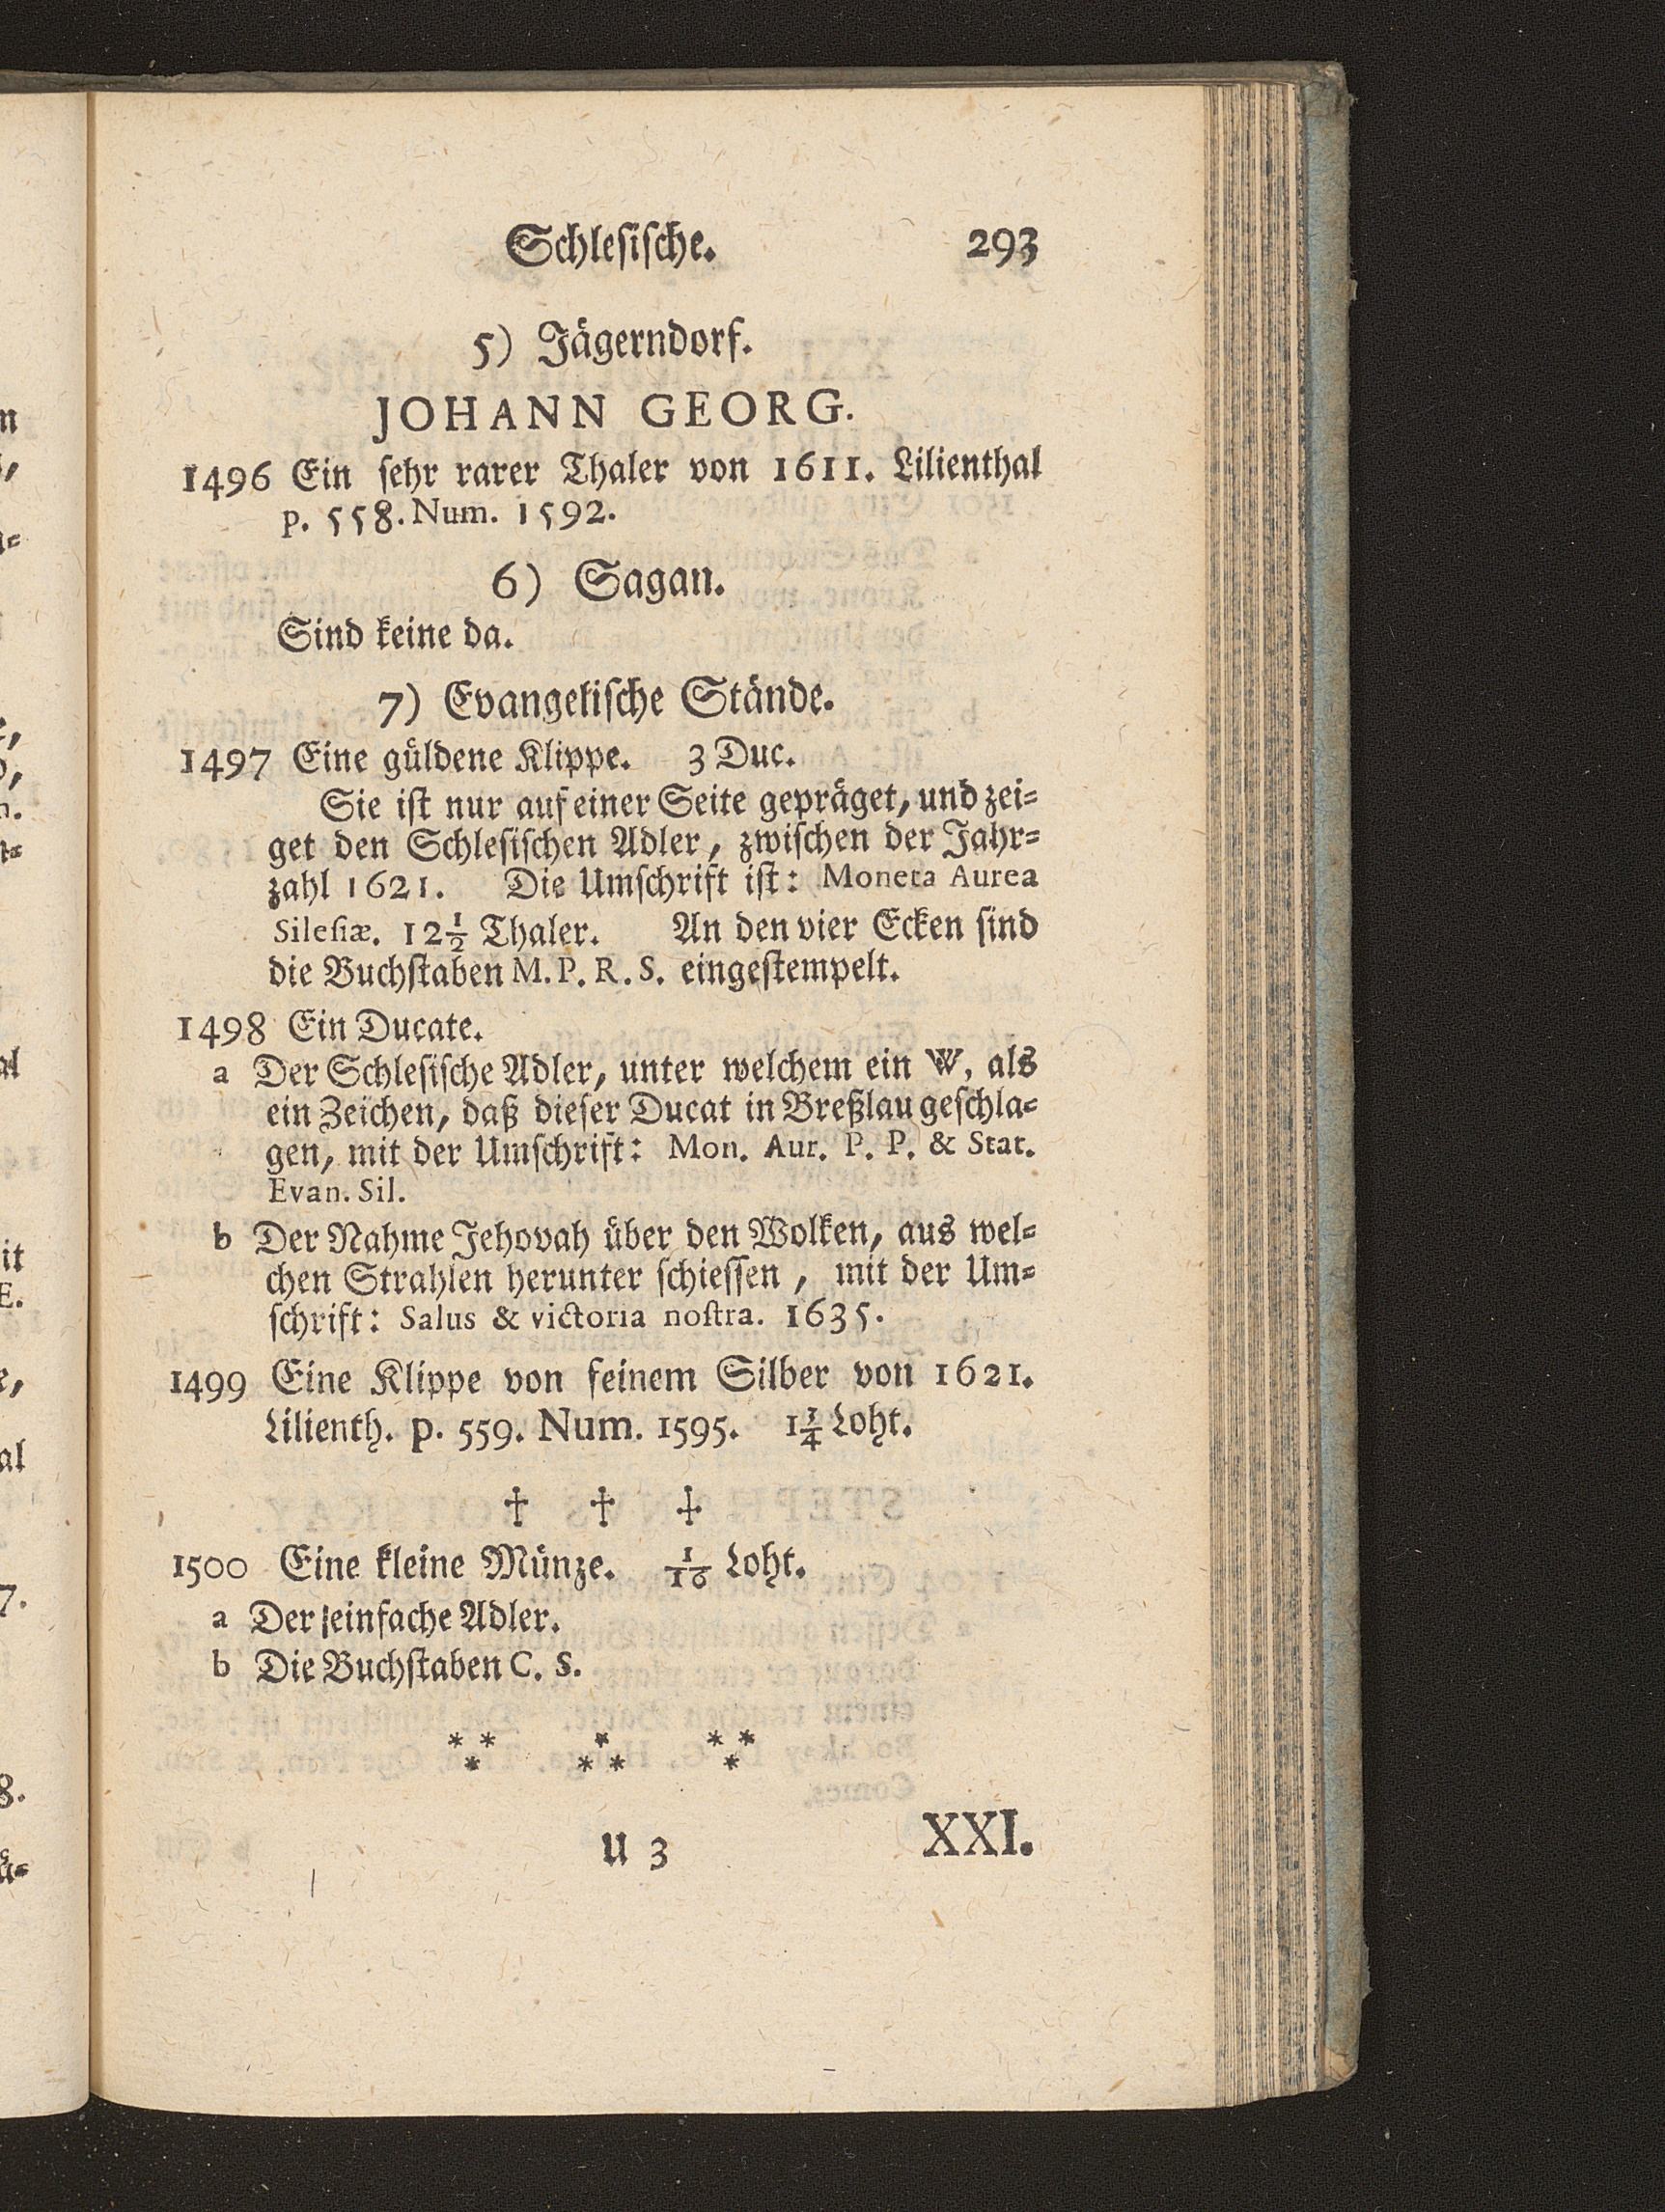 Schlesische. 293
5) Jägerndorf.
JOHANN GEORG.
1496 Ein sehr rarer Thaler von 1611. Lilienthal
p. 558. Num. 1592.
6) Sagan.
Sind keine da.
7) Evangelische Stände.
1497 Eine güldene Klippe. 3 Duc.
Sie ist nur auf einer Seite gepräget, und zei=
get den Schlesischen Adler, zwischen der Jahr=
zahl 1621. Die Umschrift ist: Moneta Aurea
Silesiæ. 12½ Thaler. An den vier Ecken sind
die Buchstaben M. P. R. S. eingestempelt.
1498 Ein Ducate.
a Der Schlesische Adler, unter welchem ein W, als
ein Zeichen, daß dieser Ducat in Breßlau geschla=
gen, mit der Umschrift: Mon. Aur. P. P. & Stat.
Evan. Sil.
b Der Nahme Jehovah über den Wolken, aus wel=
chen Strahlen herunter schiessen, mit der Um=
schrift: Salus & victoria nostra. 1635.
1499 Eine Klippe von feinem Silber von 1621.
Lilienth. p. 559. Num. 1595. 1¼ Loht.
† † †
1500 Eine kleine Münze. 1/16 Loht.
a Der einfache Adler.
b Die Buchstaben C. S.
U 3 XXI.